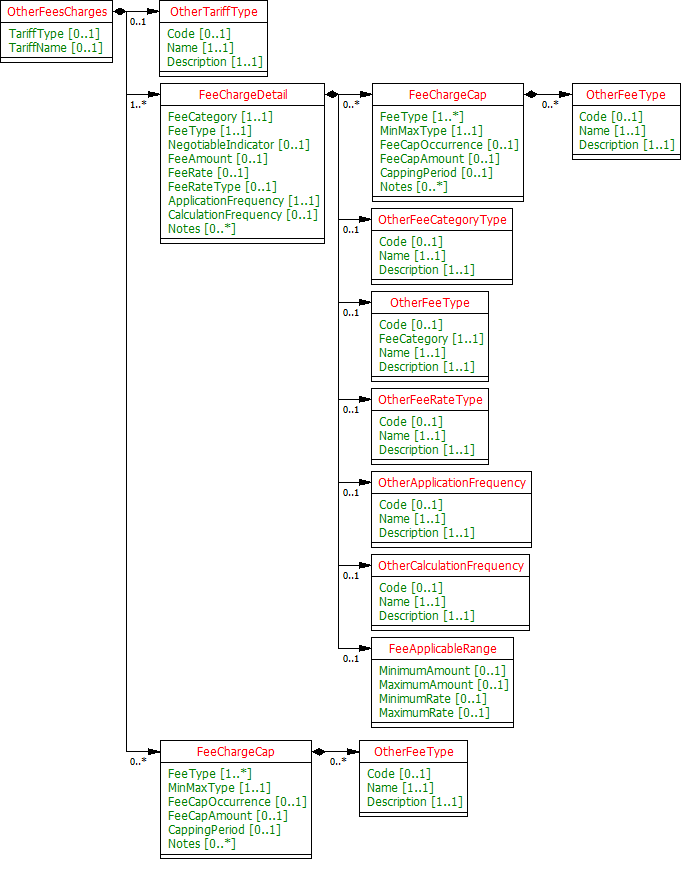 OtherFeesCharges
TariffType [0..1]
TariffName [0..1]
0..1
OtherTariffType
Code [0..1]
Name [1..1]
Description [1..1]
1..*
FeeChargeDetail
FeeCategory [1..1]
FeeType [1..1]
NegotiableIndicator [0..1]
FeeAmount [0..1]
FeeRate [0..1]
FeeRateType [0..1]
ApplicationFrequency [1..1]
CalculationFrequency [0..1]
Notes [0..*]
0..*
FeeChargeCap
FeeType [1..*]
MinMaxType [1..1]
FeeCapOccurrence [0..1]
FeeCapAmount [0..1]
CappingPeriod [0..1]
Notes [0..*]
0..*
OtherFeeType
Code [0..1]
Name [1..1]
Description [1..1]
0..1
OtherFeeCategoryType
Code [0..1]
Name [1..1]
Description [1..1]
0..1
OtherFeeType
Code [0..1]
FeeCategory [1..1]
Name [1..1]
Description [1..1]
0..1
OtherFeeRateType
Code [0..1]
Name [1..1]
Description [1..1]
0..1
OtherApplicationFrequency
Code [0..1]
Name [1..1]
Description [1..1]
0..1
OtherCalculationFrequency
Code [0..1]
Name [1..1]
Description [1..1]
0..1
FeeApplicableRange
MinimumAmount [0..1]
MaximumAmount [0..1]
MinimumRate [0..1]
MaximumRate [0..1]
0..*
FeeChargeCap
FeeType [1..*]
MinMaxType [1..1]
FeeCapOccurrence [0..1]
FeeCapAmount [0..1]
CappingPeriod [0..1]
Notes [0..*]
0..*
OtherFeeType
Code [0..1]
Name [1..1]
Description [1..1]